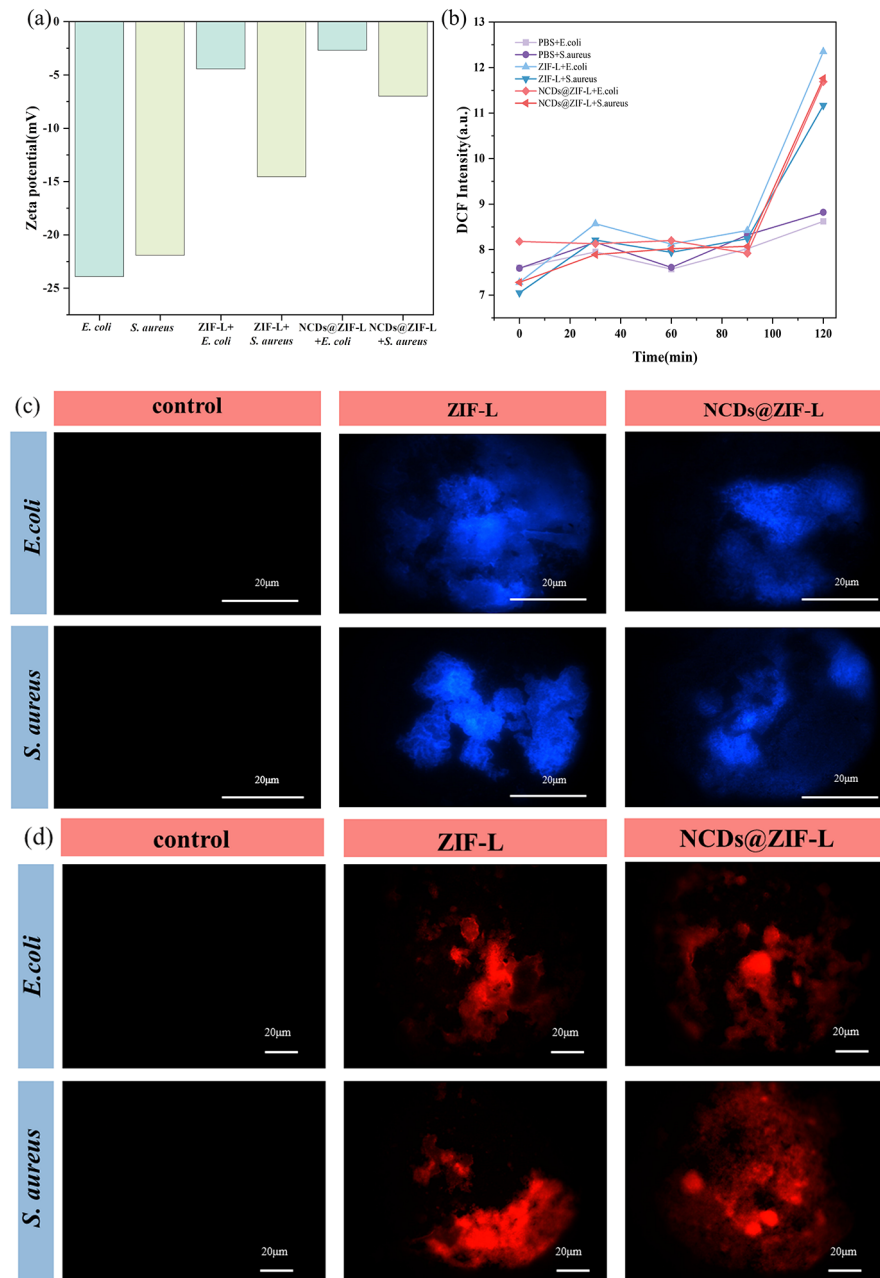 (a)
0
-5
-10
-15
-20
-25
Zeta potential(mV)
E. coli
S. aureus
ZIF-L+
E. coli
ZIF-L+
S. aureus
NCDs@ZIF-L
+E. coli
NCDs@ZIF-L
+S. aureus
(b)
13
12
11
10
9
8
7
DCF Intensity(a.u.)
PBS+E.coli
PBS+S.aureus
ZIF-L+E.coli
ZIF-L+S.aureus
NCDs@ZIF-L+E.coli
NCDs@ZIF-L+S.aureus
0 20 40 60 80 100 120
Time(min)
(c)
control
ZIF-L
NCDs@ZIF-L
E.coli
20μm
20μm
20μm
S. aureus
20μm
20μm
20μm
(d)
control
ZIF-L
NCDs@ZIF-L
E.coli
20μm
20μm
20μm
S. aureus
20μm
20μm
20μm